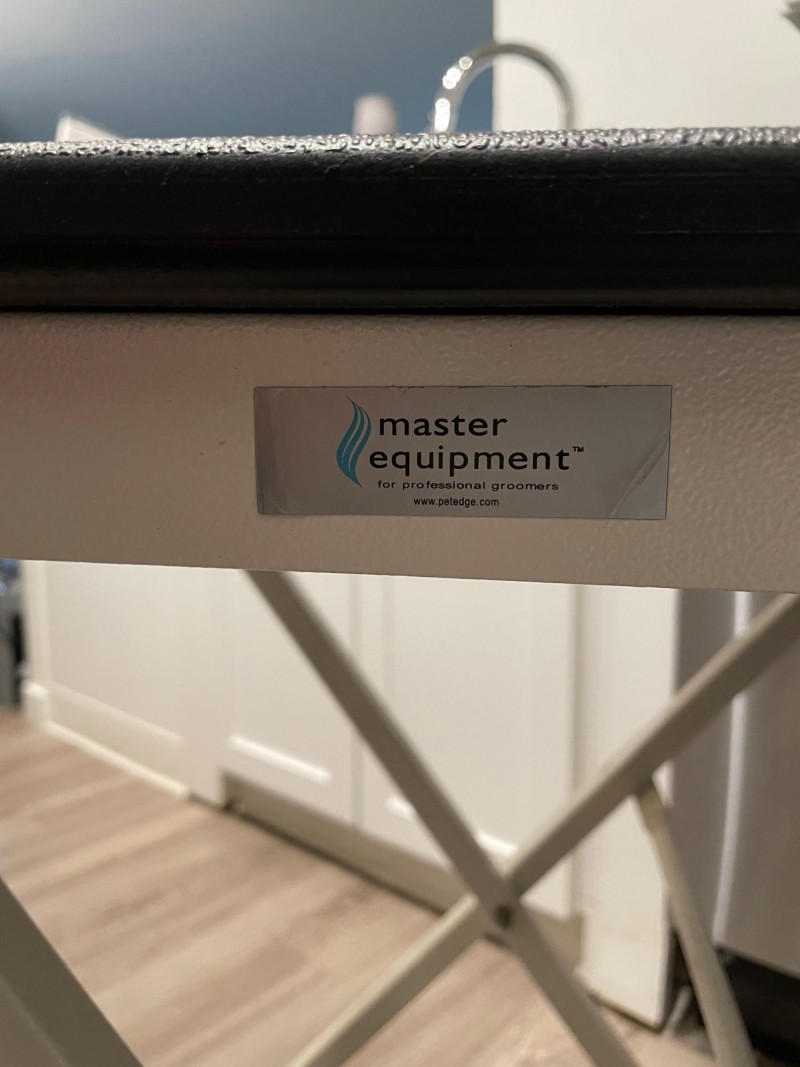 master
equipment™
for professional groomers
www.petedge.com